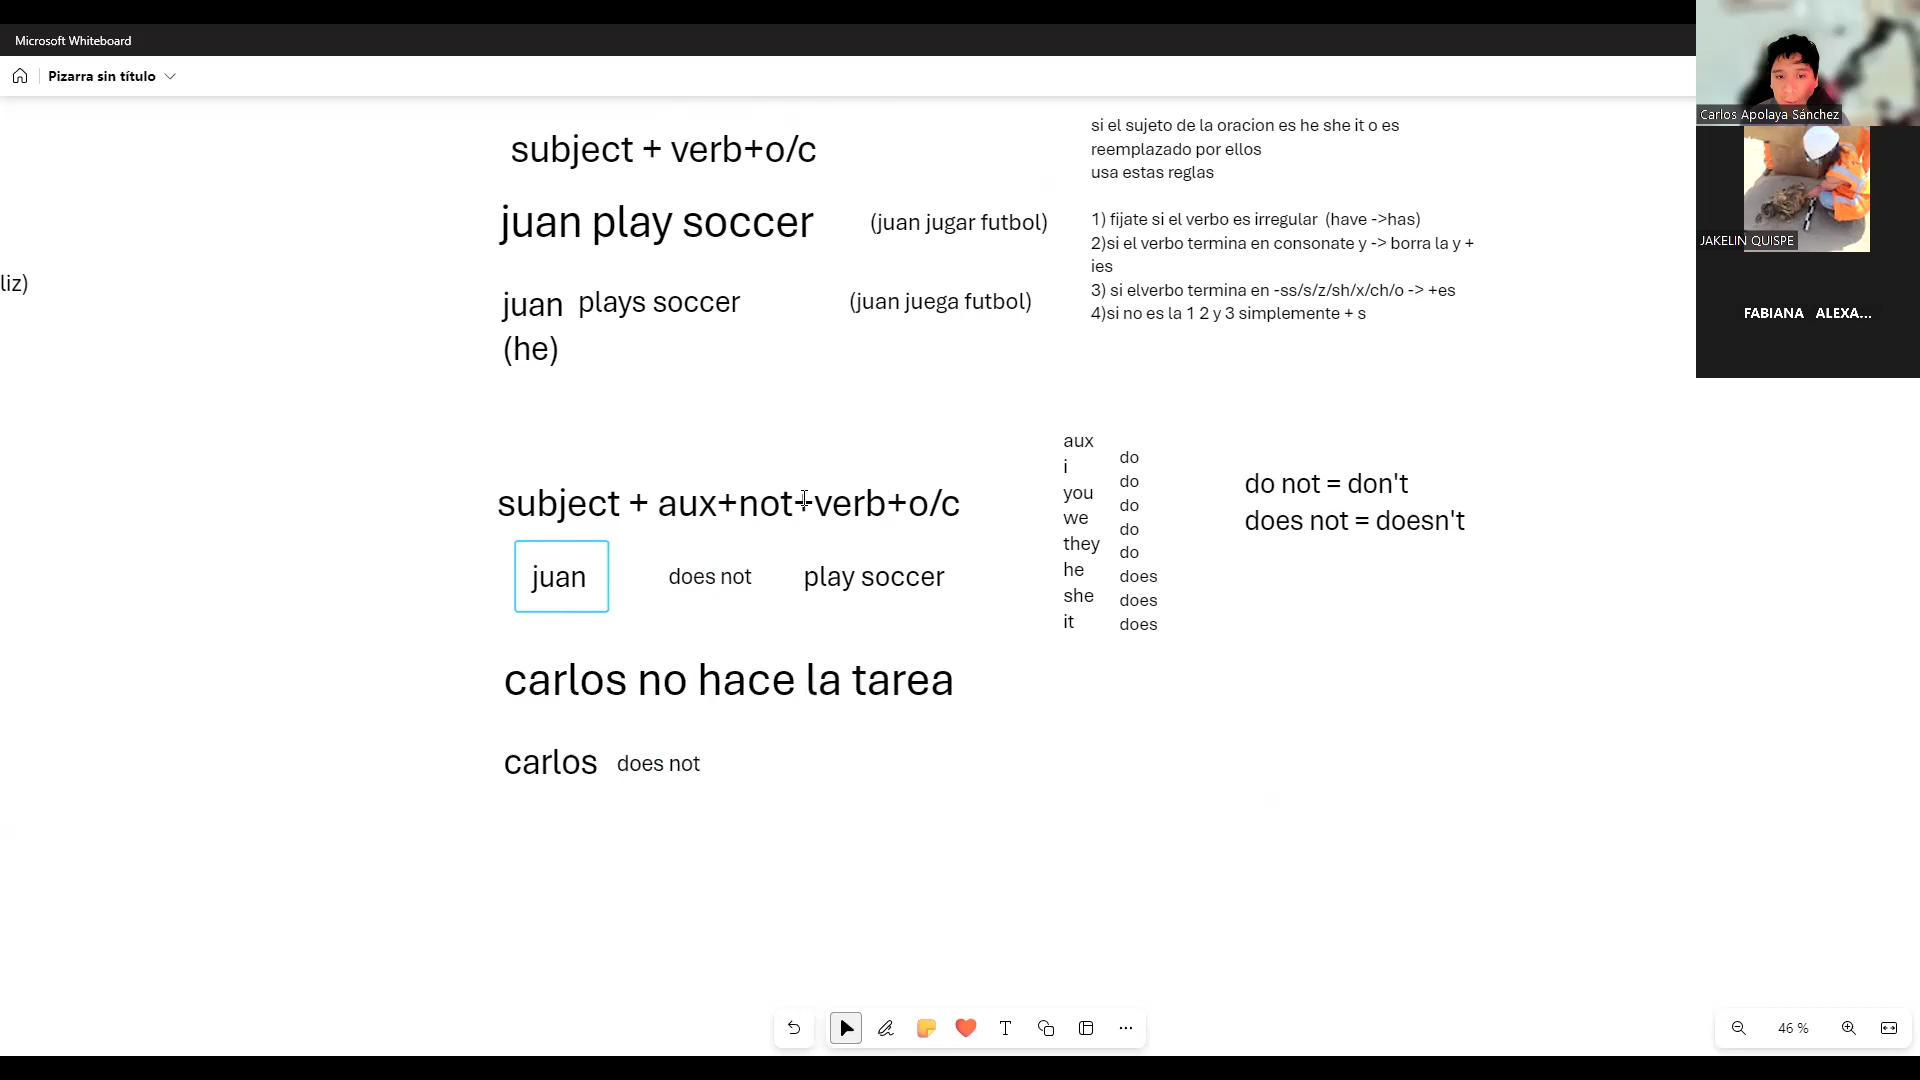 Microsoft Whiteboard
Pizarra sin título
subject + verb+o/c
juan play soccer
(juan jugar futbol)
juan plays soccer
(he)
(juan juega futbol)
liz)
si el sujeto de la oracion es he she it o es
reemplazado por ellos
usa estas reglas
1) fijate si el verbo es irregular (have ->has)
2)si el verbo termina en consonate y -> borra la y +
ies
3) si elverbo termina en -ss/s/z/sh/x/ch/o -> +es
4)si no es la 1 2 y 3 simplemente + s
Carlos Apolaya Sánchez
JAKELIN QUISPE
FABIANA ALEXA...
subject + aux+not+verb+o/c
juan does not play soccer
carlos no hace la tarea
carlos does not
aux
i
you
we
they
he
she
it
do
do
do
do
do
does
does
does
do not = don't
does not = doesn't
46 %